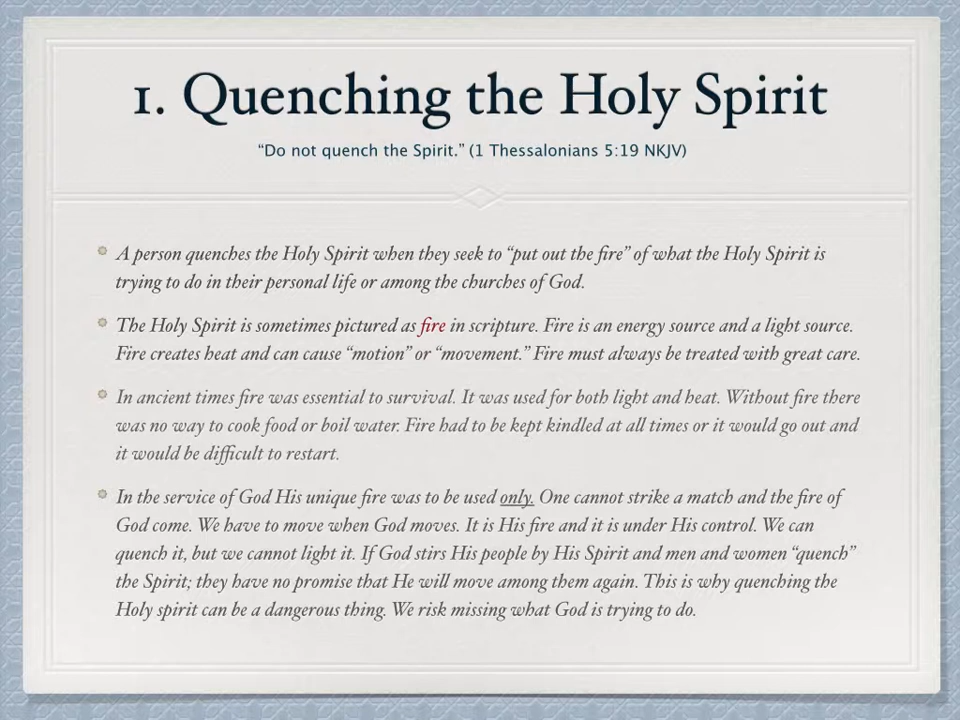 1. Quenching the Holy Spirit
“Do not quench the Spirit.” (1 Thessalonians 5:19 NKJV)
A person quenches the Holy Spirit when they seek to “put out the fire” of what the Holy Spirit is
trying to do in their personal life or among the churches of God.
The Holy Spirit is sometimes pictured as fire in scripture. Fire is an energy source and a light source.
Fire creates heat and can cause “motion” or “movement.” Fire must always be treated with great care.
In ancient times fire was essential to survival. It was used for both light and heat. Without fire there
was no way to cook food or boil water. Fire had to be kept kindled at all times or it would go out and
it would be difficult to restart.
In the service of God His unique fire was to be used only. One cannot strike a match and the fire of
God come. We have to move when God moves. It is His fire and it is under His control. We can
quench it, but we cannot light it. If God stirs His people by His Spirit and men and women “quench”
the Spirit; they have no promise that He will move among them again. This is why quenching the
Holy spirit can be a dangerous thing. We risk missing what God is trying to do.